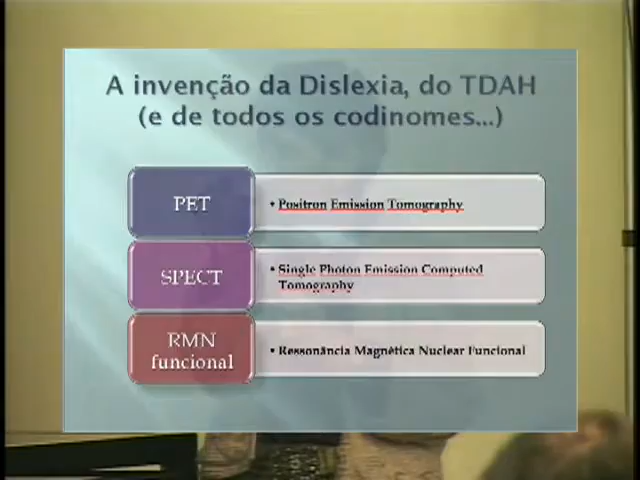 A invenção da Dislexia, do TDAH
(e de todos os codinomes...)
PET
• Positron Emission Tomography
SPECT
• Single Photon Emission Computed
Tomography
RMN
funcional
• Ressonância Magnética Nuclear Funcional